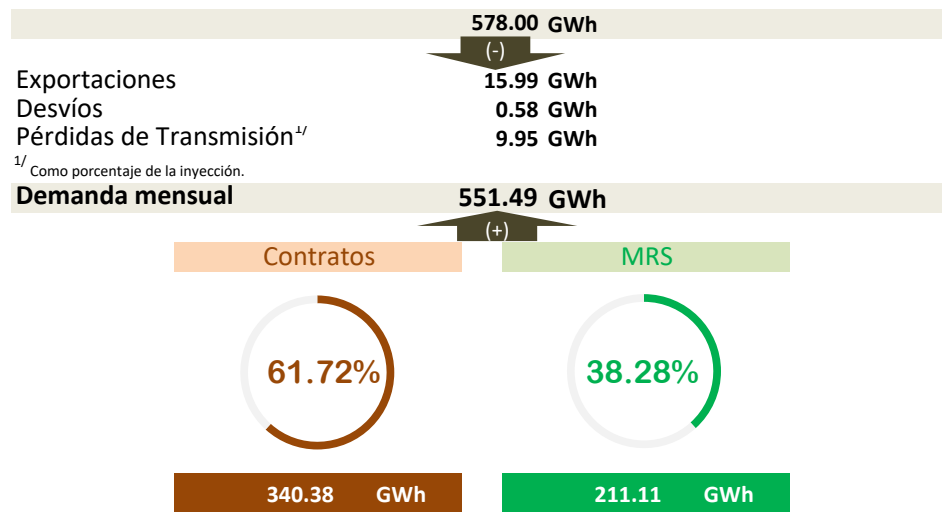 578.00 GWh
(-)
Exportaciones 15.99 GWh
Desvíos 0.58 GWh
Pérdidas de Transmisión 1/ 9.95 GWh
1/ Como porcentaje de la inyección.
Demanda mensual 551.49 GWh
(+)
Contratos MRS
61.72% 38.28%
340.38 GWh 211.11 GWh